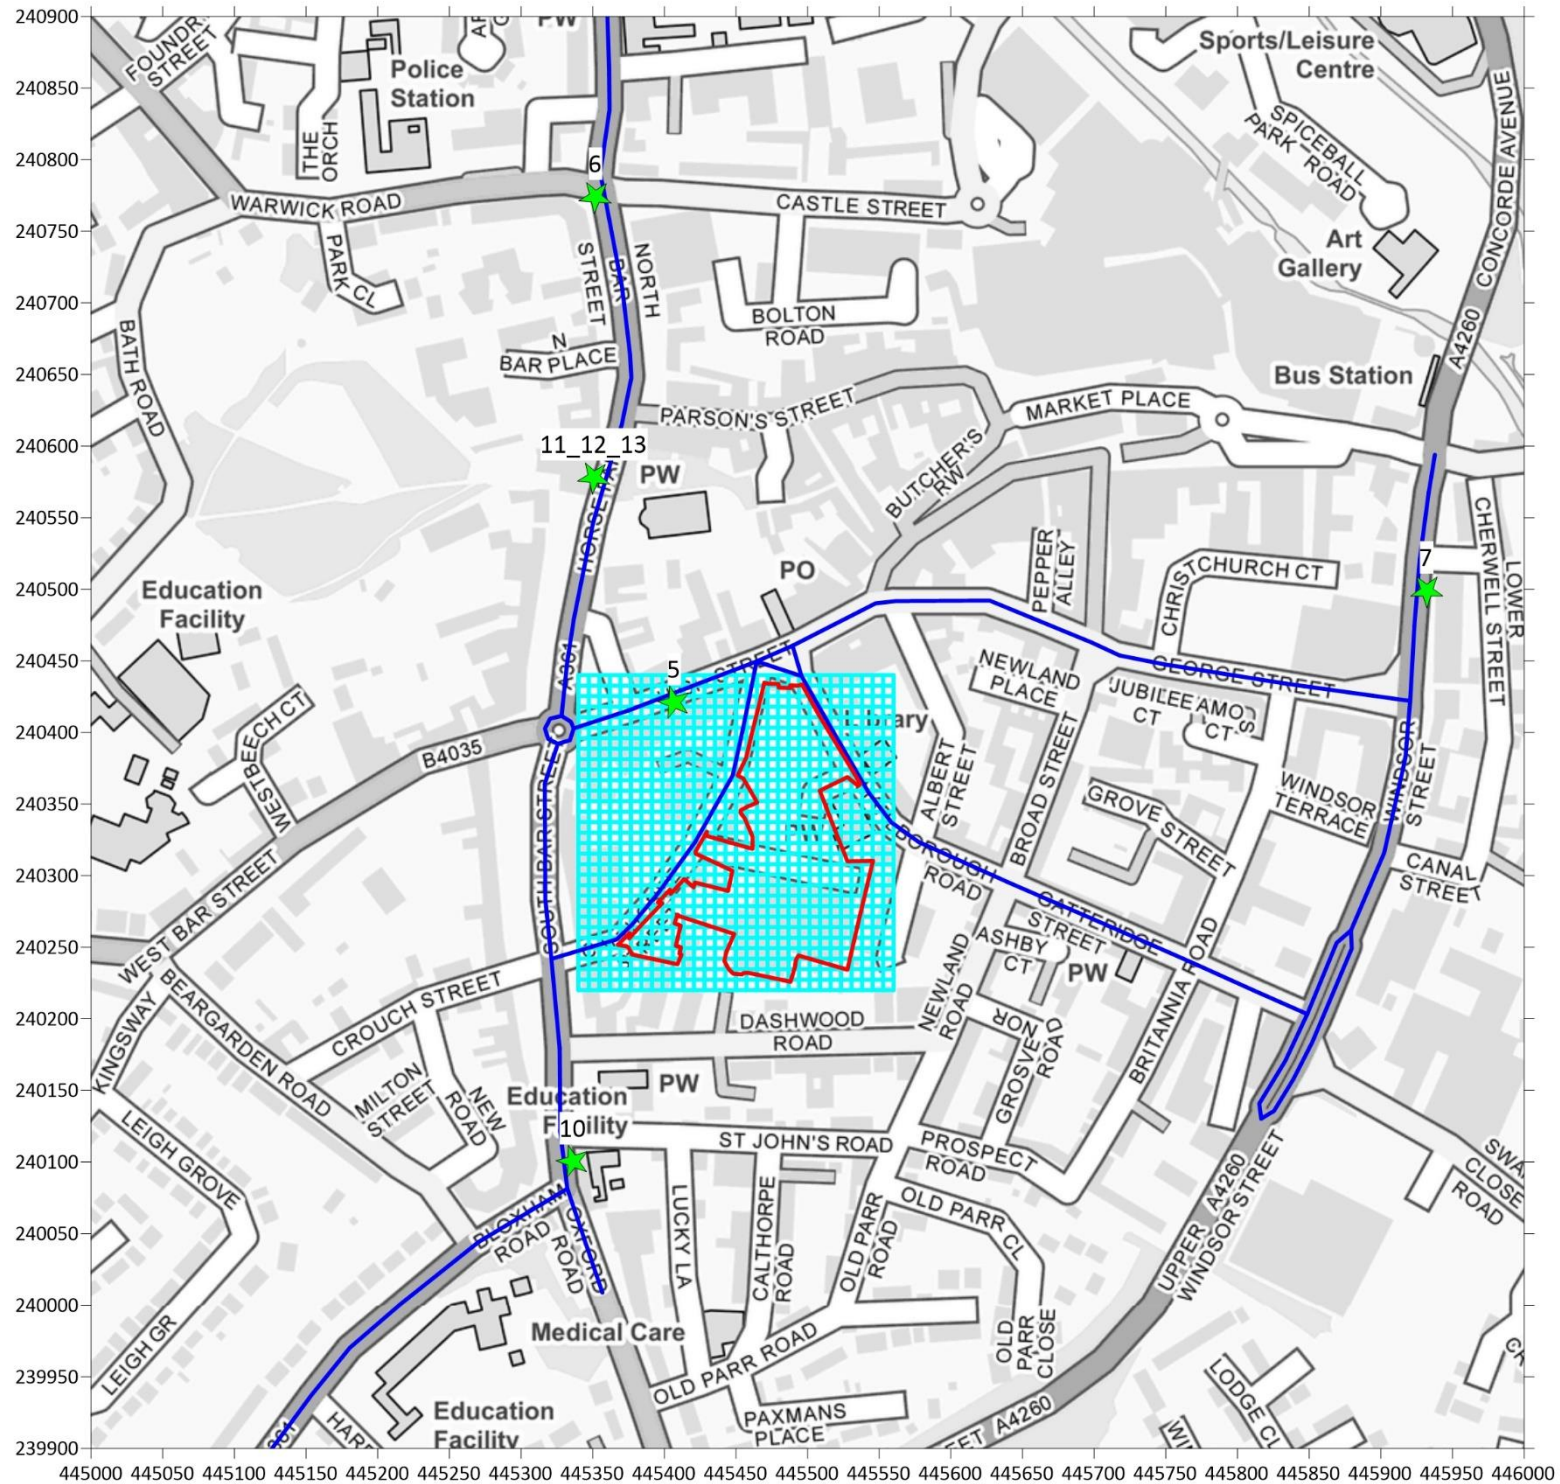 240900
240850
240800
240750
240700
240650
240600
240550
240500
240450
240400
240350
240300
240250
240200
240150
240100
240050
240000
239950
239900
445000 445050 445100 445150 445200 445250 445300 445350 445400 445450 445500 445550 445600 445650 445700 445750 445800 445850 445900 445950 446000
FOUNDRY
STREET
PW
Police
Station
Sports/Leisure
Centre
THE
ORCH
SPICEBALL
PARK ROAD
CONCORDE AVENUE
6
WARWICK ROAD
CASTLE STREET
PARK CL
NORTH
BAR
STREET
Art
Gallery
BOLTON
ROAD
BATH ROAD
N
BAR PLACE
A4260
Bus Station
PARSON'S STREET
MARKET PLACE
11_12_13
PW
BUTCHER'S
RW
PEPPER
ALLEY
CHRISTCHURCH CT
CHERWELL STREET
LOWER
7
PO
Education
Facility
A361
5
STREET
NEWLAND
PLACE
GEORGE STREET
JUBILEE
CT
WESTBEECH CT
B4035
ALBERT
STREET
BROAD STREET
WINDSOR
STREET
WINDSOR
TERRACE
GROVE STREET
SOUTH BAR STREET
BOROUGH
ROAD
CANAL
STREET
WEST BAR STREET
GATTERIDGE
STREET
ASHBY
CT
PW
BEARGARDEN ROAD
CROUCH STREET
KINGSWAY
NEWLAND
ROAD
DASHWOOD
ROAD
GROSVENOR
ROAD
BRITANNIA ROAD
MILTON
STREET
NEW
ROAD
PW
Education
Facility
10
ST JOHN'S ROAD
PROSPECT
ROAD
LEIGH GROVE
BLOXHAM
ROAD
OXFORD
ROAD
LUCKY LA
CALTHORPE
ROAD
OLD PARR
ROAD
OLD PARR CL
UPPER
WINDSOR STREET
A4260
CLOSE
ROAD
LEIGH GR
Medical Care
OLD PARR ROAD
OLD
PARR
CLOSE
Education
Facility
PAXMANS
PLACE
A4260
LODGE CL